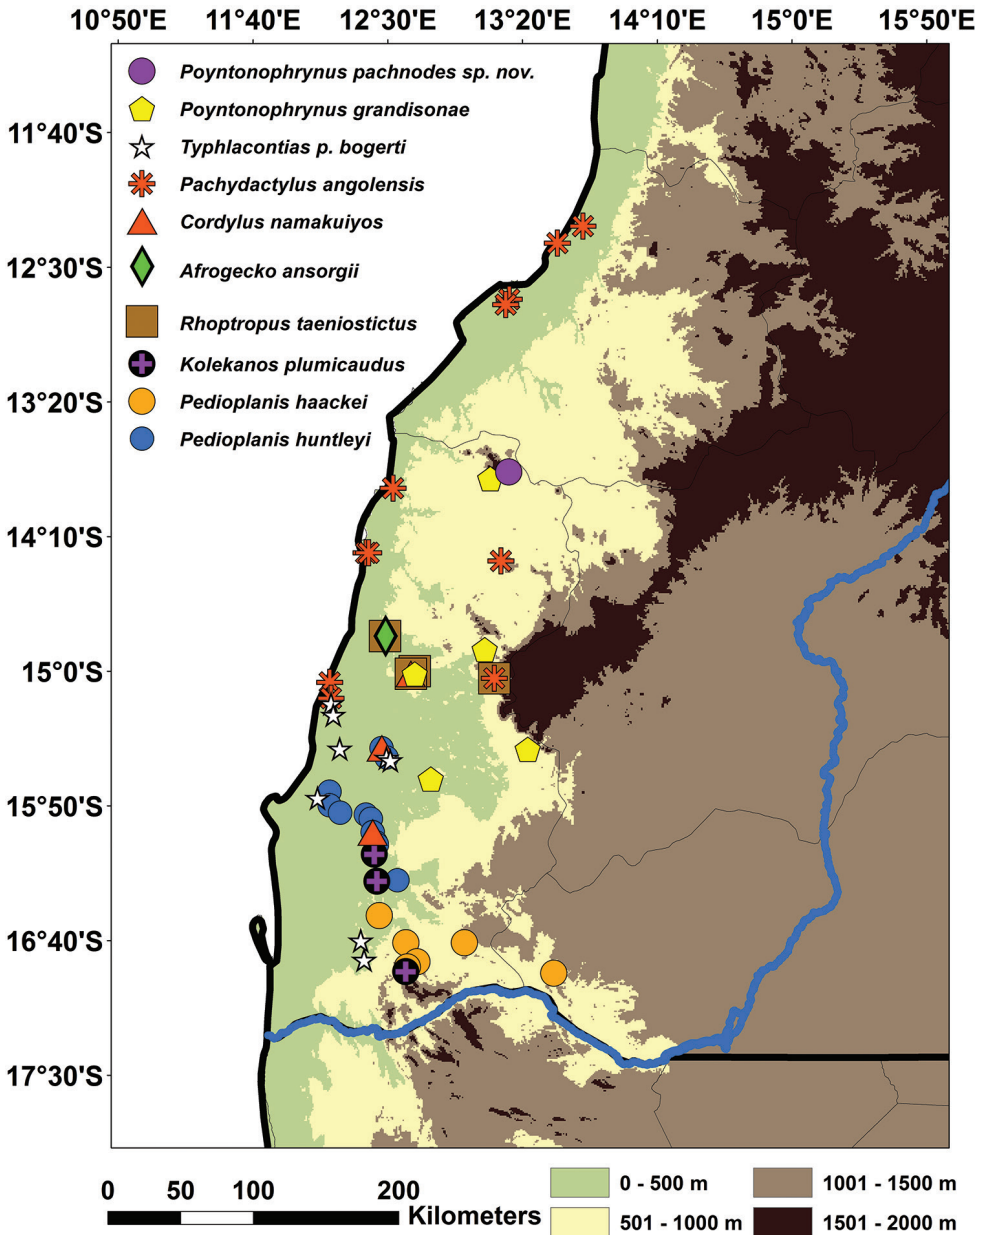 10°50'E 11°40'E 12°30'E 13°20'E 14°10'E 15°0'E 15°50'E
Poyntonophrynus pachnodes sp. nov.
Poyntonophrynus grandisonae
11°40'S
Typhlacontias p. bogerti
Pachydactylus angolensis
Cordylus namakuiyos
12°30'S
Afrogecko ansorgii
Rhoptropus taeniostictus
Kolekanos plumicaudus
13°20'S
Pedioplanis haackei
Pedioplanis huntleyi
14°10'S
15°0'S
15°50'S
16°40'S
17°30'S
0 50 100 200
Kilometers
0 - 500 m
501 - 1000 m
1001 - 1500 m
1501 - 2000 m